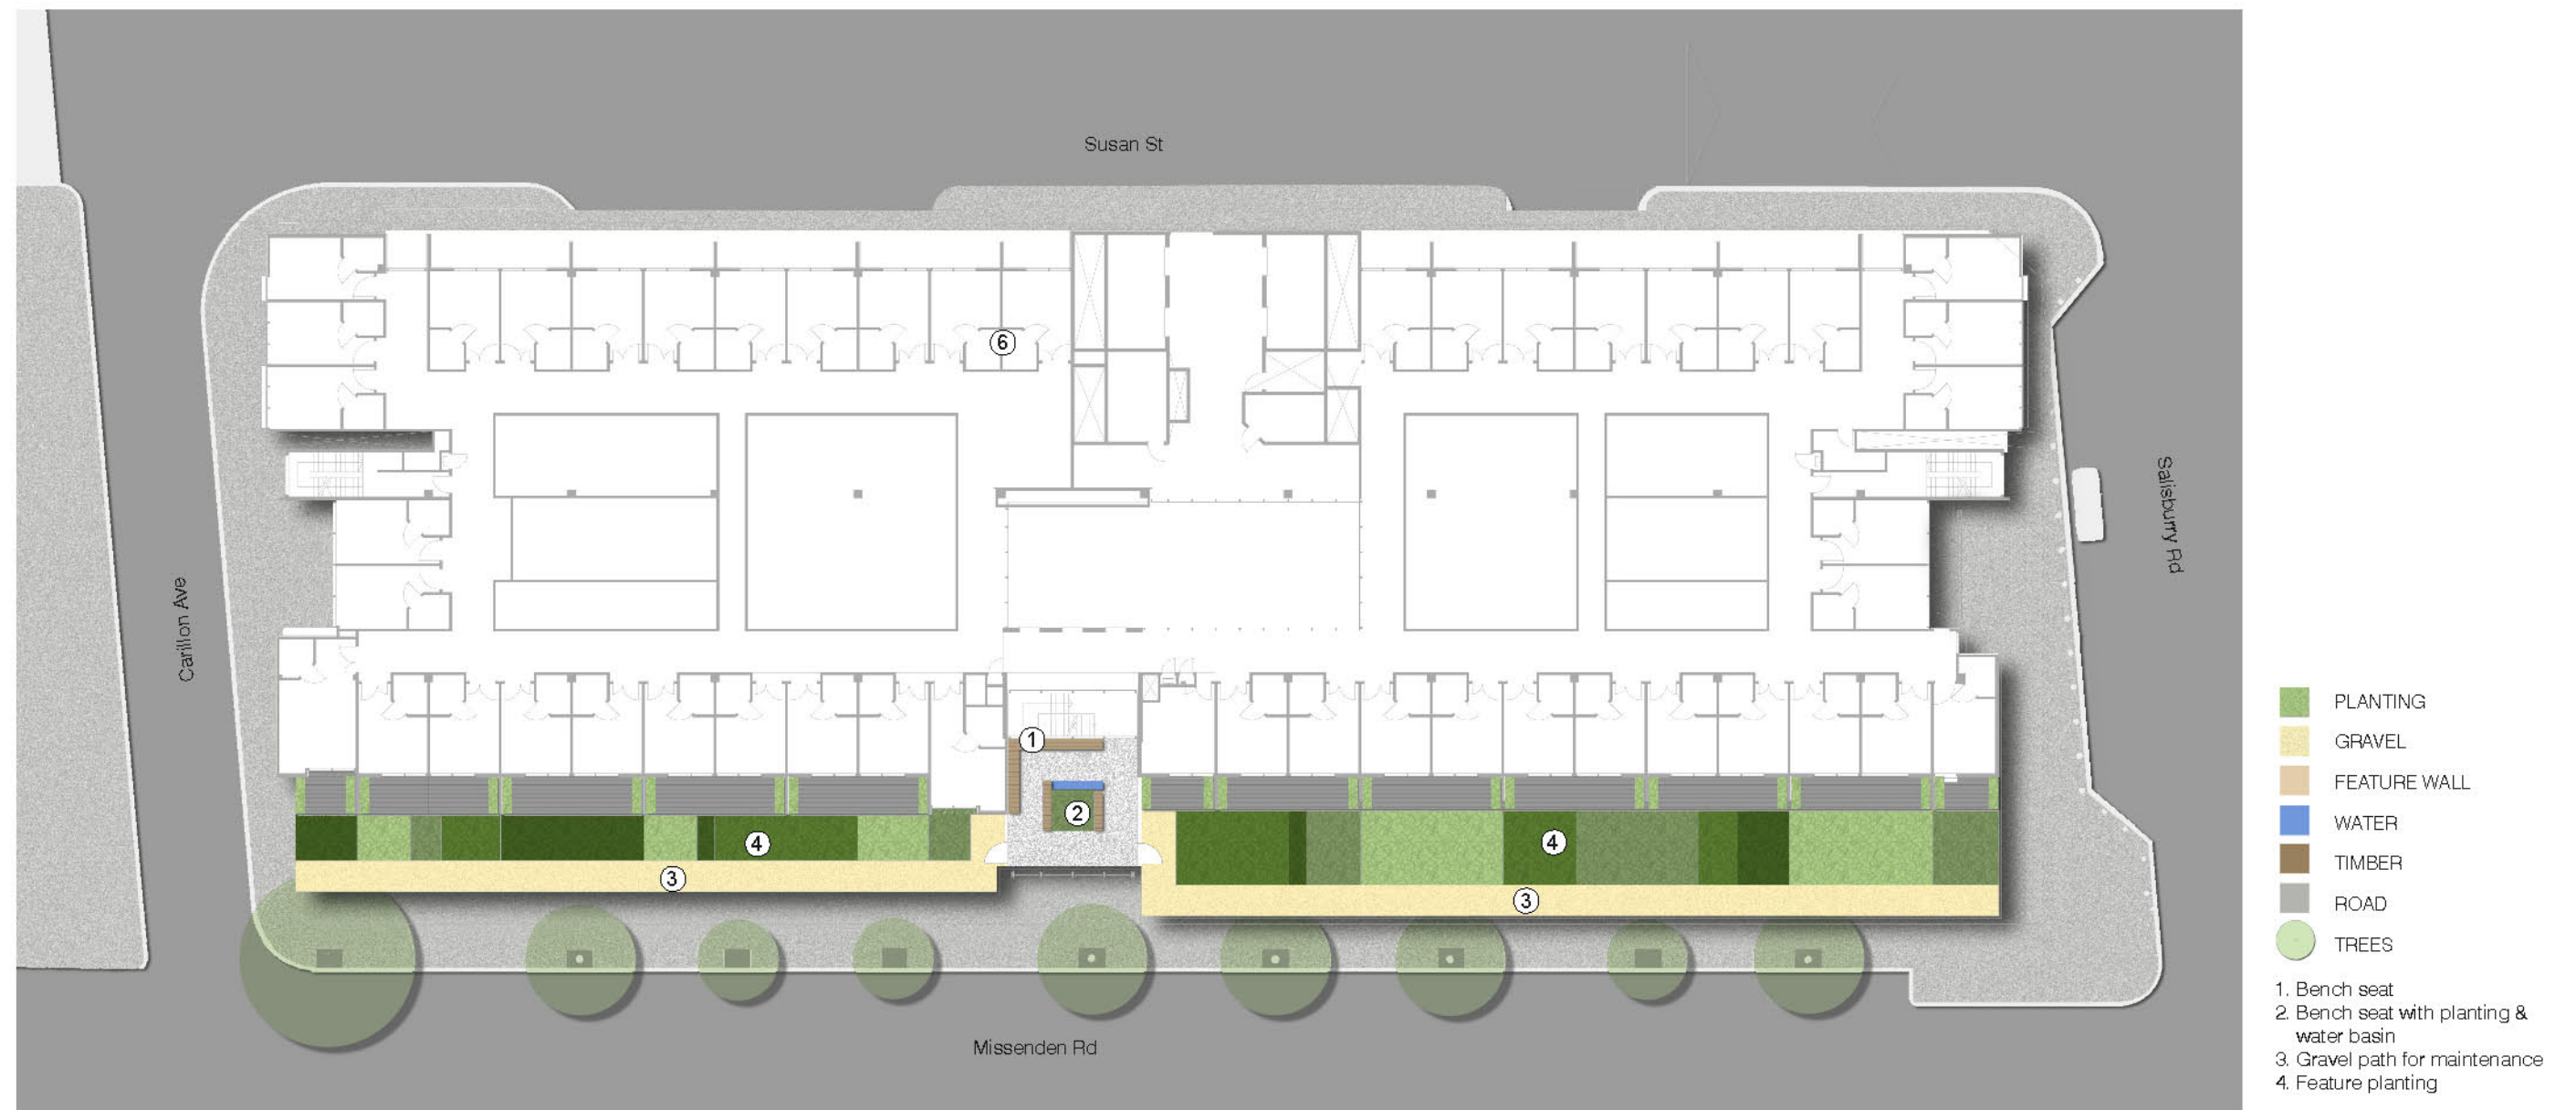 Susan St
6
Carillon Ave
Salisburry Rd
1
2
4
4
3
3
Missenden Rd
PLANTING
GRAVEL
FEATURE WALL
WATER
TIMBER
ROAD
TREES
1. Bench seat
2. Bench seat with planting &
water basin
3. Gravel path for maintenance
4. Feature planting